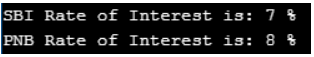 SBI Rate of Interest is: 7 %
PNB Rate of Interest is: 8 %